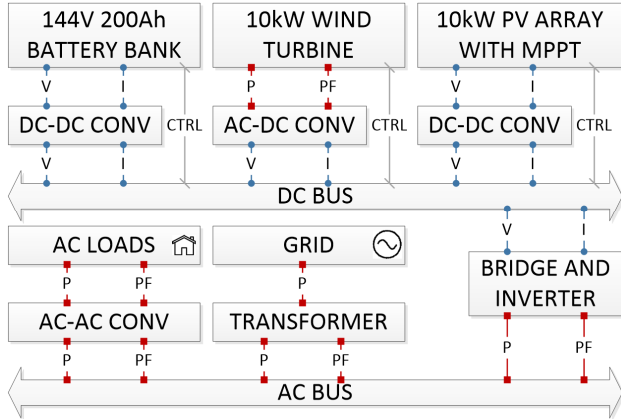 144V 200Ah
BATTERY BANK
10kW WIND
TURBINE
10kW PV ARRAY
WITH MPPT
V I CTRL
P PF CTRL
V I CTRL
DC-DC CONV
AC-DC CONV
DC-DC CONV
V I
V I
V I
DC BUS
V I
AC LOADS
GRID
BRIDGE AND
INVERTER
P PF
P
AC-AC CONV
TRANSFORMER
P PF
P PF
P PF
AC BUS